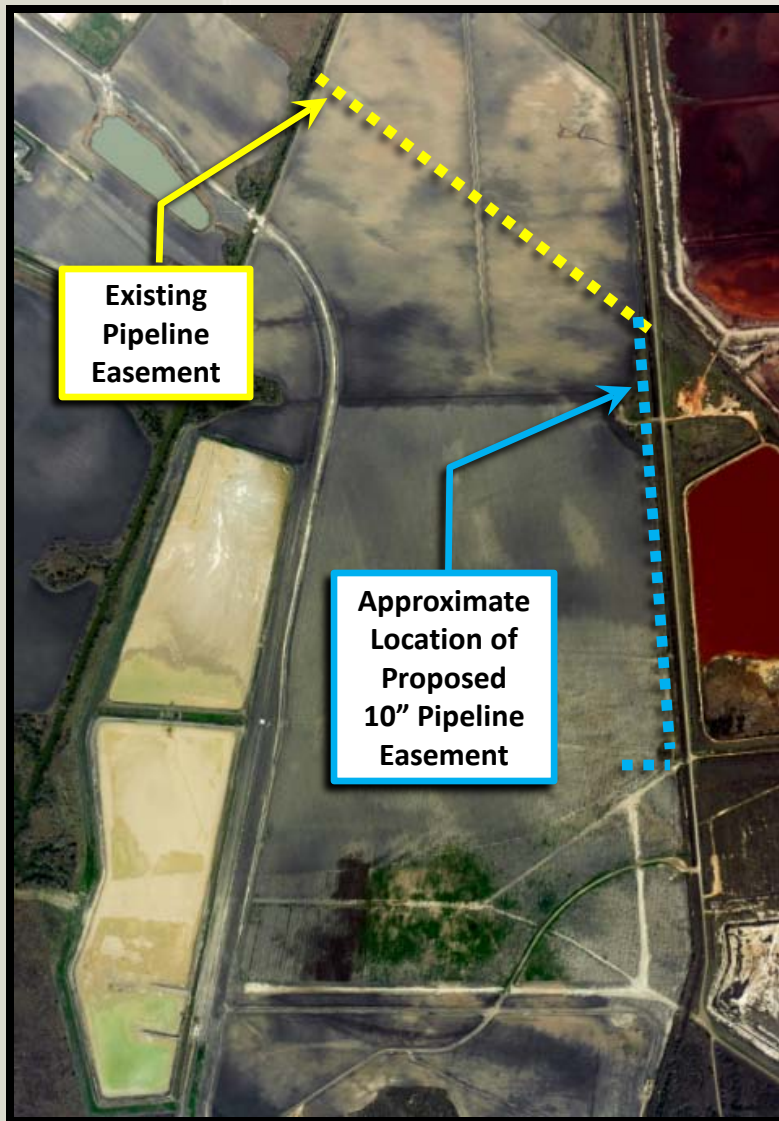 Existing
Pipeline
Easement
Approximate
Location of
Proposed
10” Pipeline
Easement